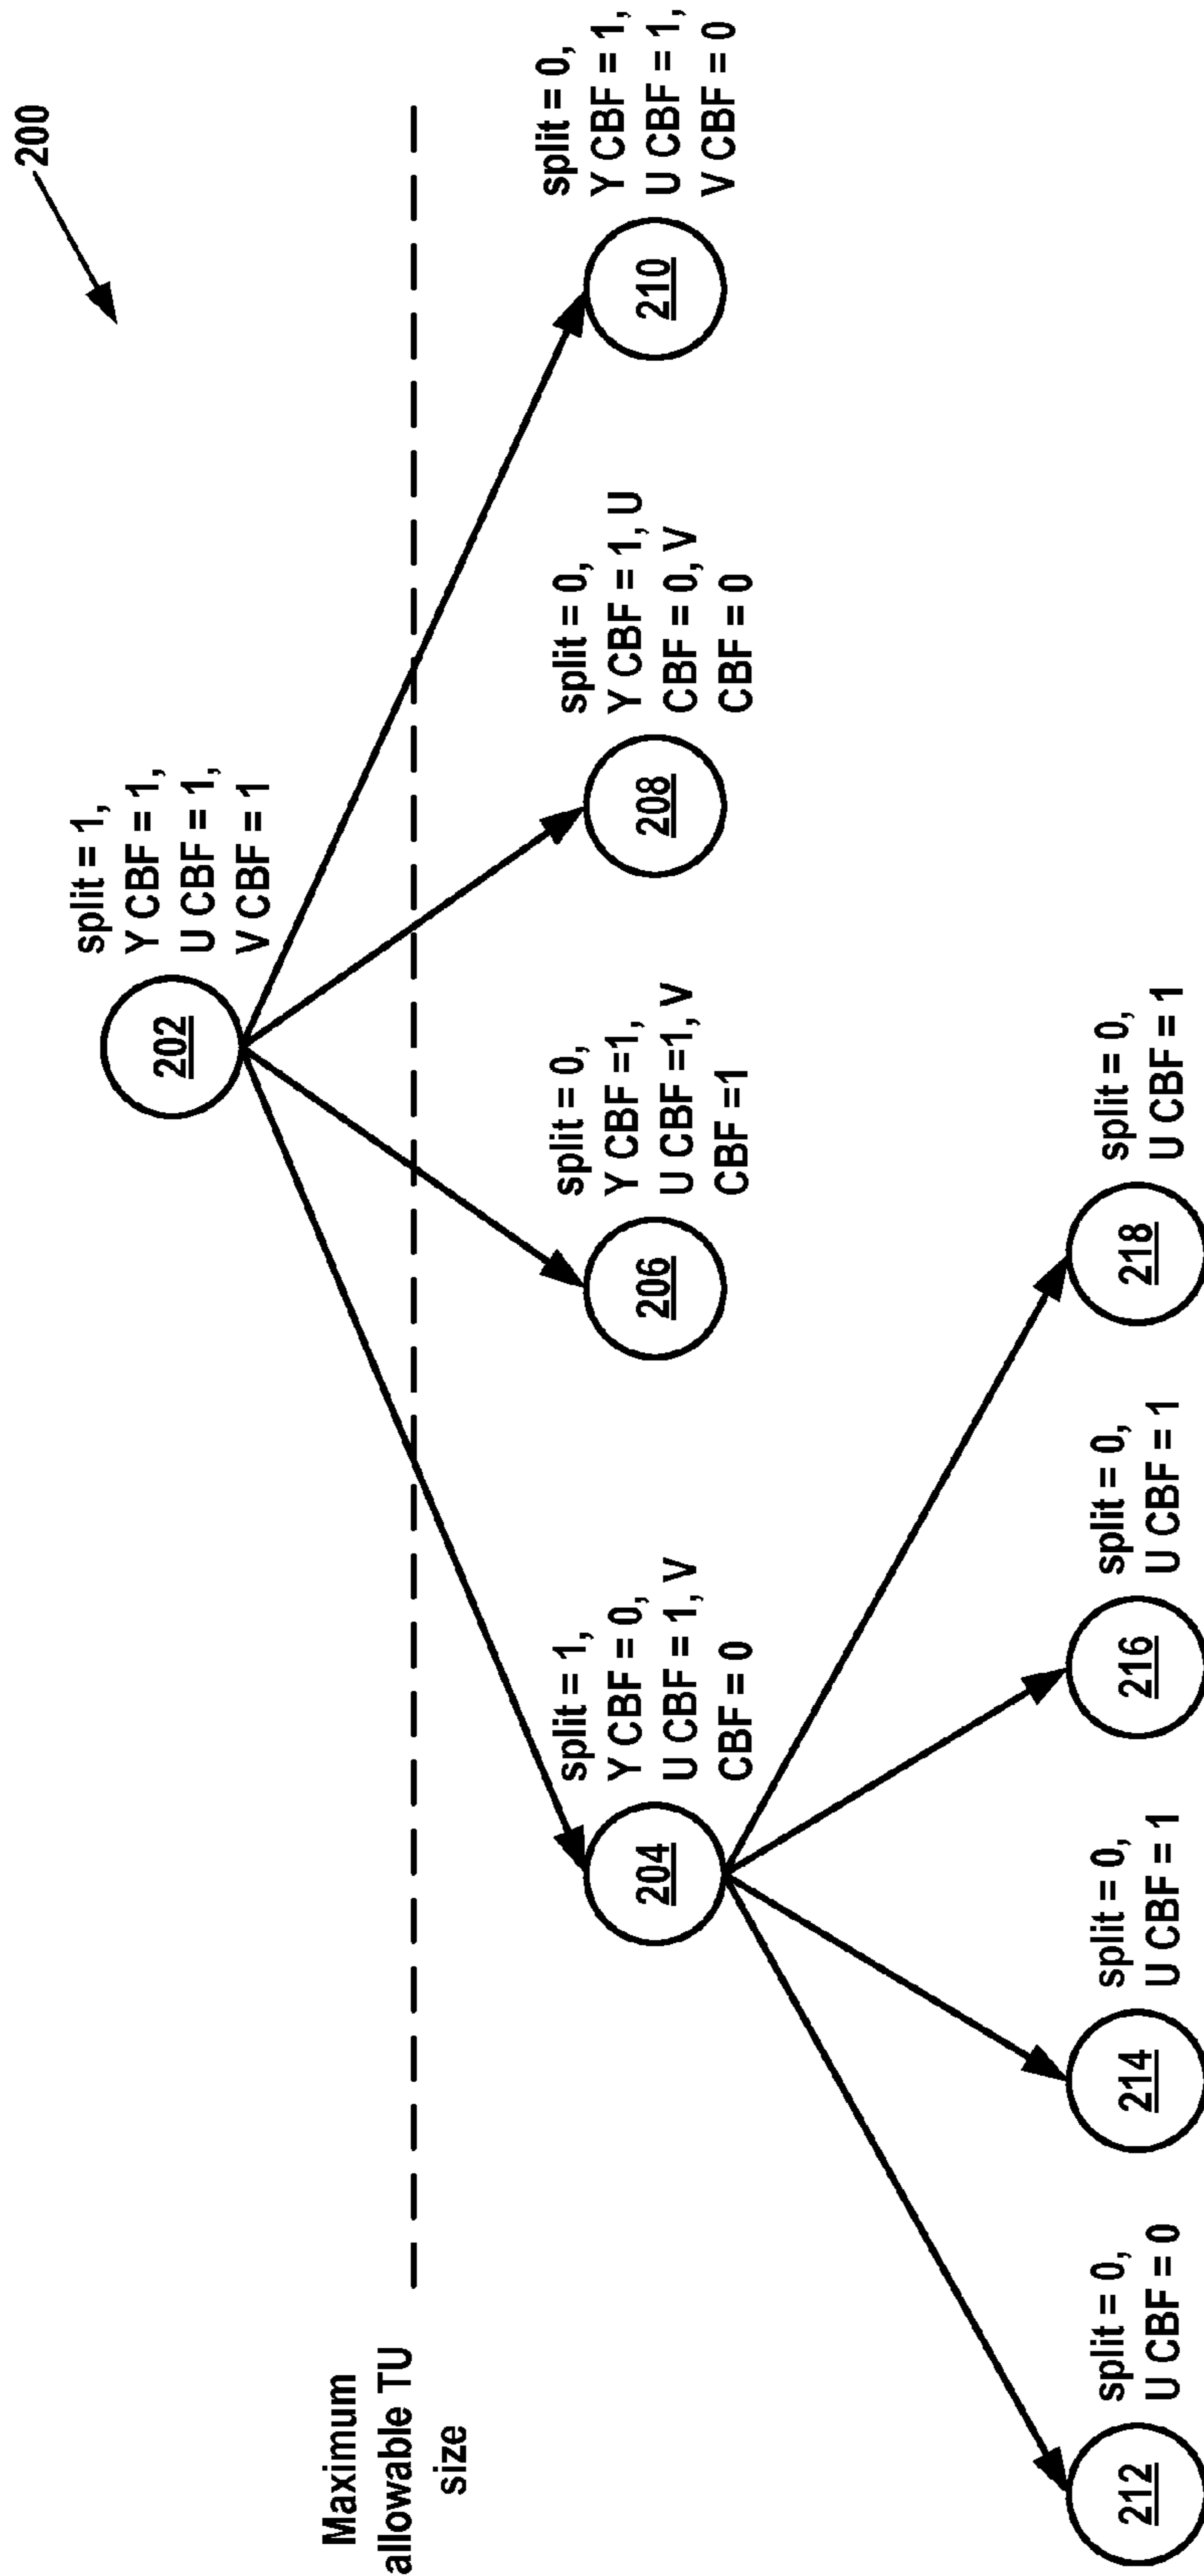 200
split = 1,
Y CBF = 1,
U CBF = 1,
V CBF = 1
202
Maximum
allowable TU
size
split = 1,
Y CBF = 0,
U CBF = 1, V
CBF = 0
204
split = 0,
Y CBF =1,
U CBF =1, V
CBF =1
206
split = 0,
Y CBF = 1, U
CBF = 0, V
CBF = 0
208
split = 0,
Y CBF = 1,
U CBF = 1,
V CBF = 0
210
split = 0,
U CBF = 0
212
split = 0,
U CBF = 1
214
split = 0,
U CBF = 1
216
split = 0,
U CBF = 1
218